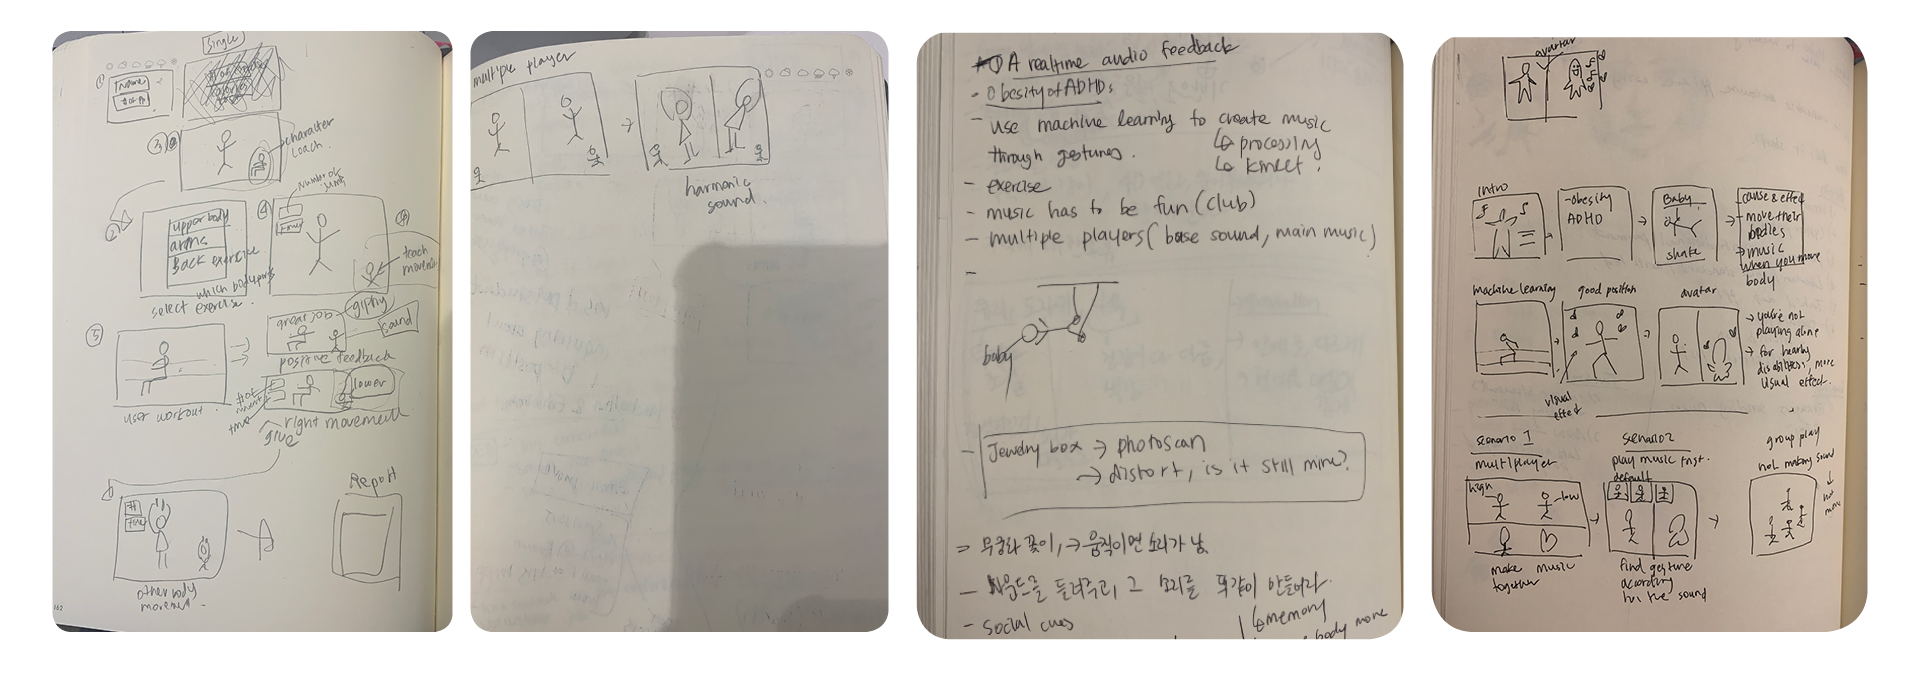 single
①
name
③
character
coach
②
upper body
arms
back exercise
which body parts
select exercise.
④
number of
teach
movement
⑤
user workout.
great job
giphy
sound
positive feedback
lower
# of
time
give
right movement
#
time
other body
movement.
Report
162
multiple player
harmonic
sound.
① A realtime audio feedback
- Obesity of ADHDs
- use machine learning to create music
through gestures.
↳ processing
↳ kinect.
- exercise
- music has to be fun (club)
- multiple players (base sound, main music)
-
baby
- Jewelry box → photoscan
→ distort, is it still mine?
⇒ 무궁화 꽃이, → 움직이면 소리가 남
- 사운드를 들려주고, 그 소리를 똑같이 만들어라.
- social cues
↳ memory
body more
avartar
intro
- obesity
ADHD
Baby
shake
cause & effect
- move their
bodies
→ music
when you move
body
machine learning
good position
avatar
→ you're not
playing alone
→ for hearing
disabilities, more
visual effect.
visual
effect
scenario 1
multiplayer
high
low
make music
together
scenario 2
play music first.
default
find gesture
according
to the sound
group play
not making sound
↓
not
move